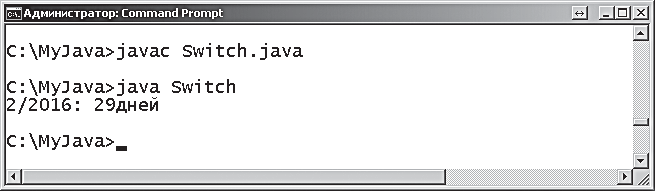 Администратор: Command Prompt
C:\MyJava>javac Switch.java
C:\MyJava>java Switch
2/2016: 29дней
C:\MyJava>